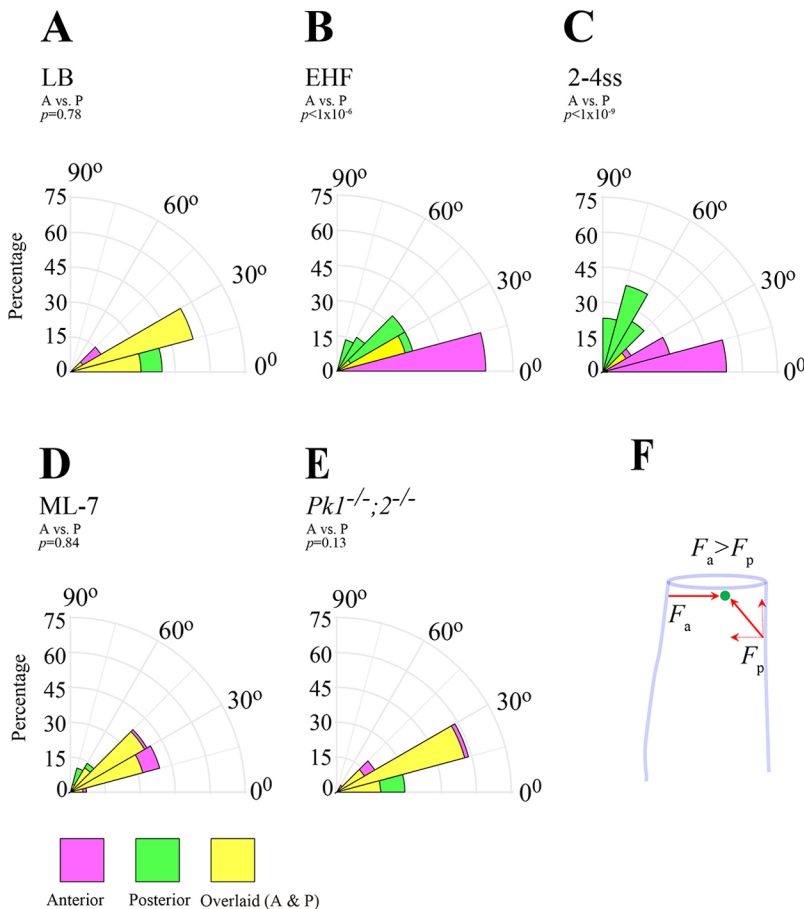 A
LB
A vs. P
p=0.78
B
EHF
A vs. P
p<1x10⁻⁶
C
2-4ss
A vs. P
p<1x10⁻⁹
90º
60º
30º
0º
75
60
45
30
15
0
Percentage
90º
60º
30º
0º
75
60
45
30
15
0
90º
60º
30º
0º
75
60
45
30
15
0
D
ML-7
A vs. P
p=0.84
E
Pk1⁻/⁻;2⁻/⁻
A vs. P
p=0.13
F
90º
60º
30º
0º
75
60
45
30
15
0
Percentage
90º
60º
30º
0º
75
60
45
30
15
0
Fₐ>Fₚ
Fₐ
Fₚ
Anterior
Posterior
Overlaid (A & P)